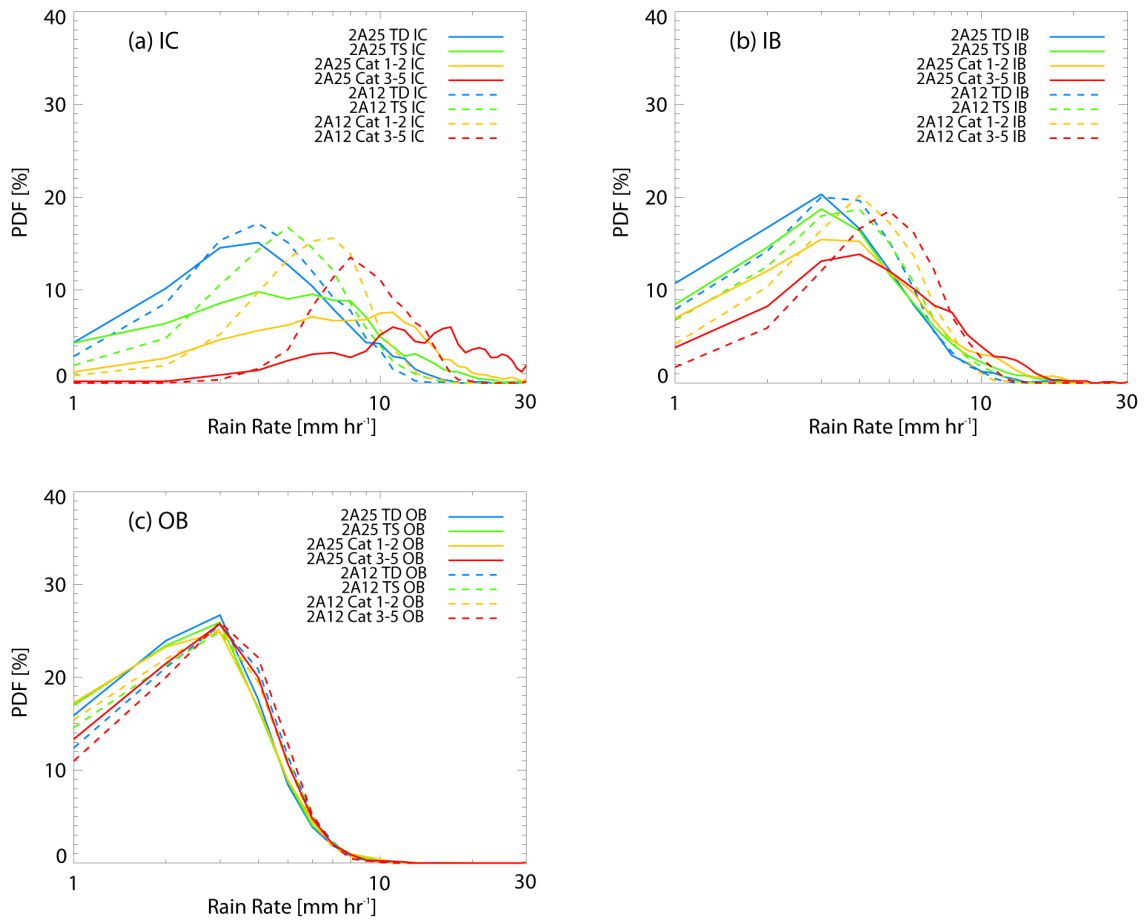 40
30
20
10
0
PDF [%]
(a) IC
2A25 TD IC
2A25 TS IC
2A25 Cat 1-2 IC
2A25 Cat 3-5 IC
2A12 TD IC
2A12 TS IC
2A12 Cat 1-2 IC
2A12 Cat 3-5 IC
1
10
30
Rain Rate [mm hr⁻¹]
40
30
20
10
0
PDF [%]
(b) IB
2A25 TD IB
2A25 TS IB
2A25 Cat 1-2 IB
2A25 Cat 3-5 IB
2A12 TD IB
2A12 TS IB
2A12 Cat 1-2 IB
2A12 Cat 3-5 IB
1
10
30
Rain Rate [mm hr⁻¹]
40
30
20
10
0
PDF [%]
(c) OB
2A25 TD OB
2A25 TS OB
2A25 Cat 1-2 OB
2A25 Cat 3-5 OB
2A12 TD OB
2A12 TS OB
2A12 Cat 1-2 OB
2A12 Cat 3-5 OB
1
10
30
Rain Rate [mm hr⁻¹]